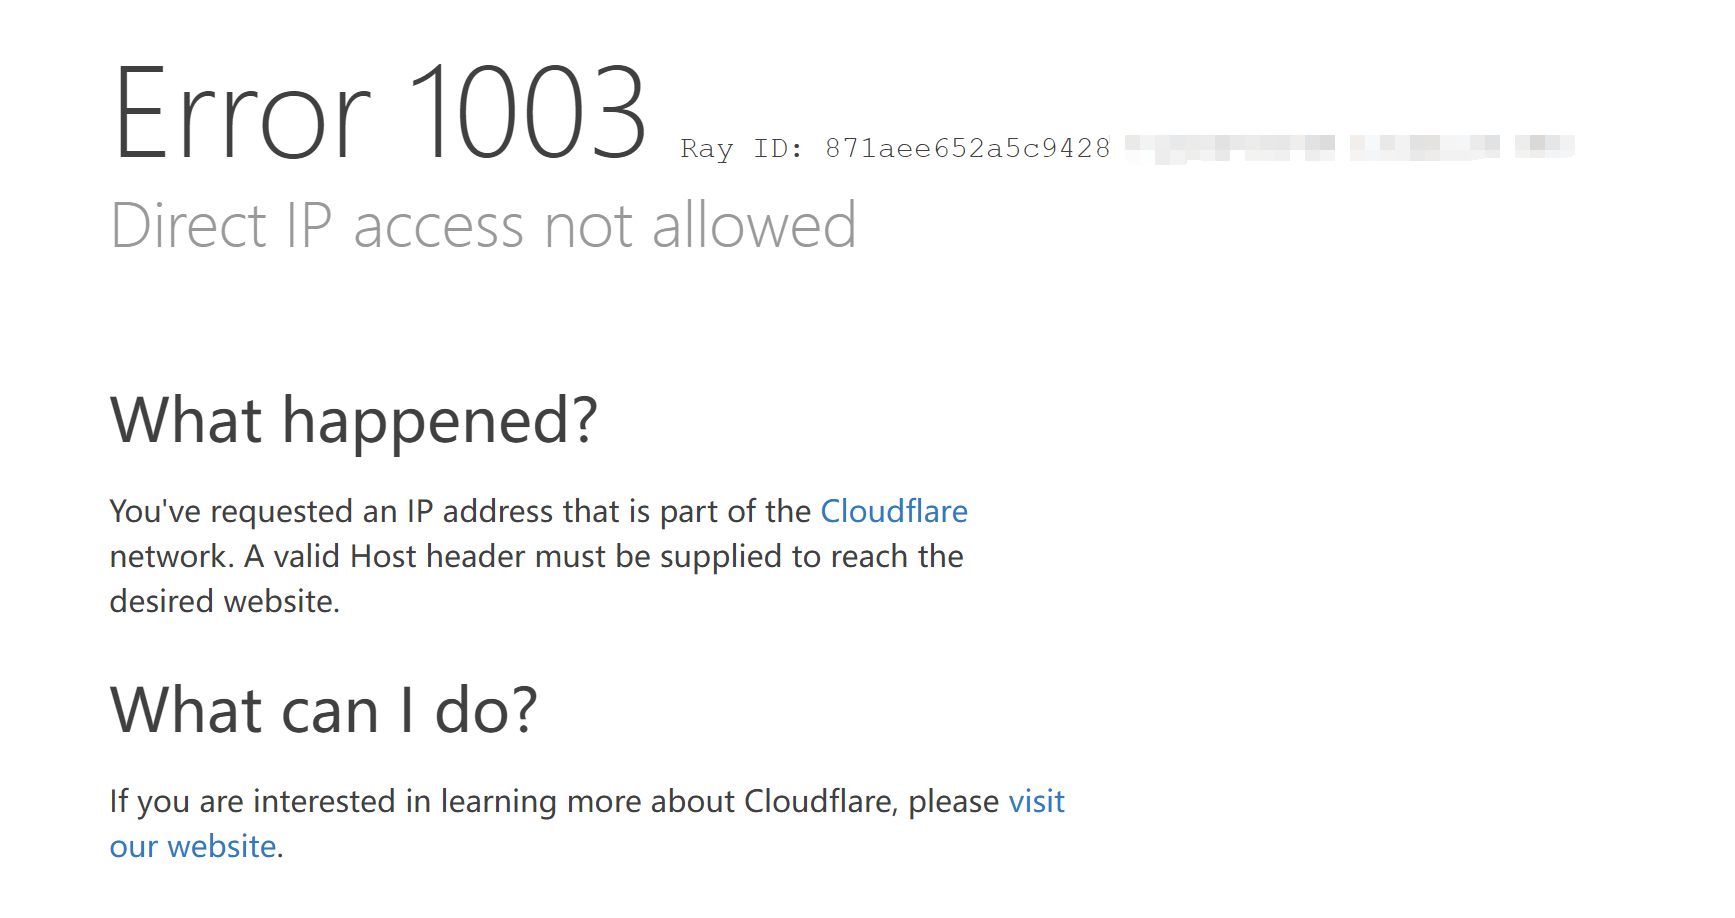 Error 1003 Ray ID: 871aee652a5c9428
Direct IP access not allowed
What happened?
You've requested an IP address that is part of the Cloudflare
network. A valid Host header must be supplied to reach the
desired website.
What can I do?
If you are interested in learning more about Cloudflare, please visit
our website.